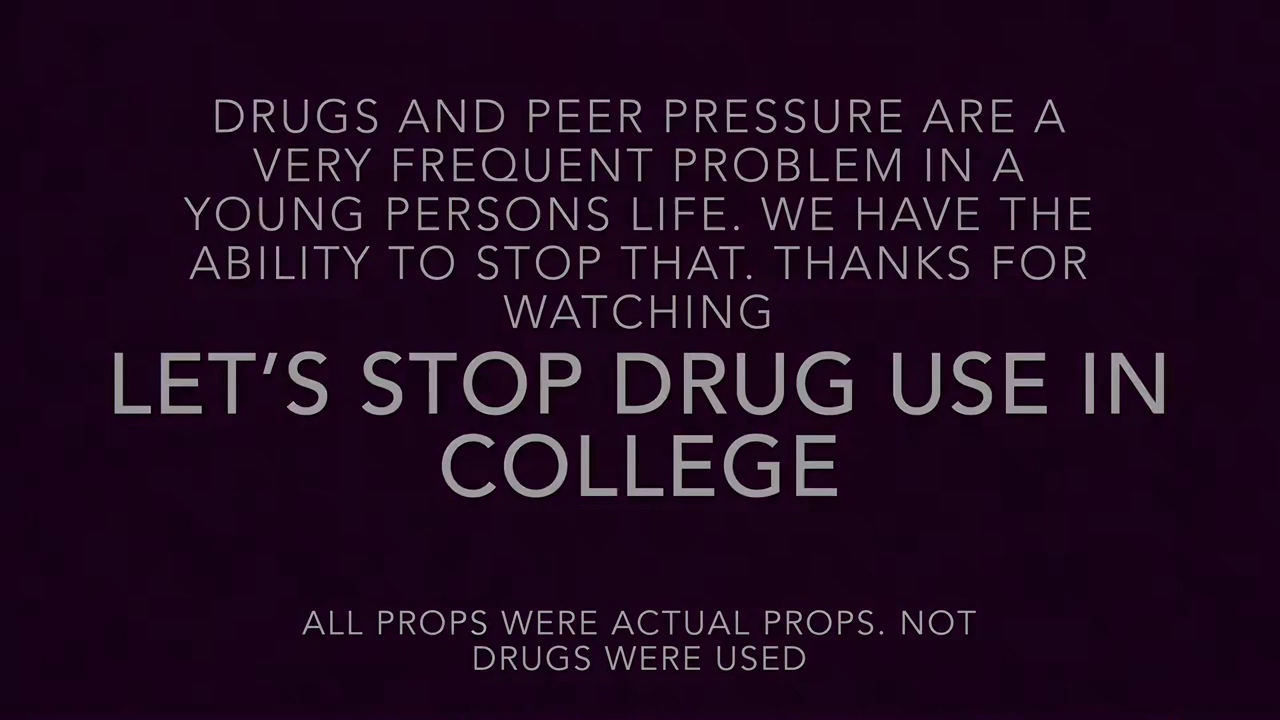 DRUGS AND PEER PRESSURE ARE A
VERY FREQUENT PROBLEM IN A
YOUNG PERSONS LIFE. WE HAVE THE
ABILITY TO STOP THAT. THANKS FOR
WATCHING
LET’S STOP DRUG USE IN
COLLEGE
ALL PROPS WERE ACTUAL PROPS. NOT
DRUGS WERE USED